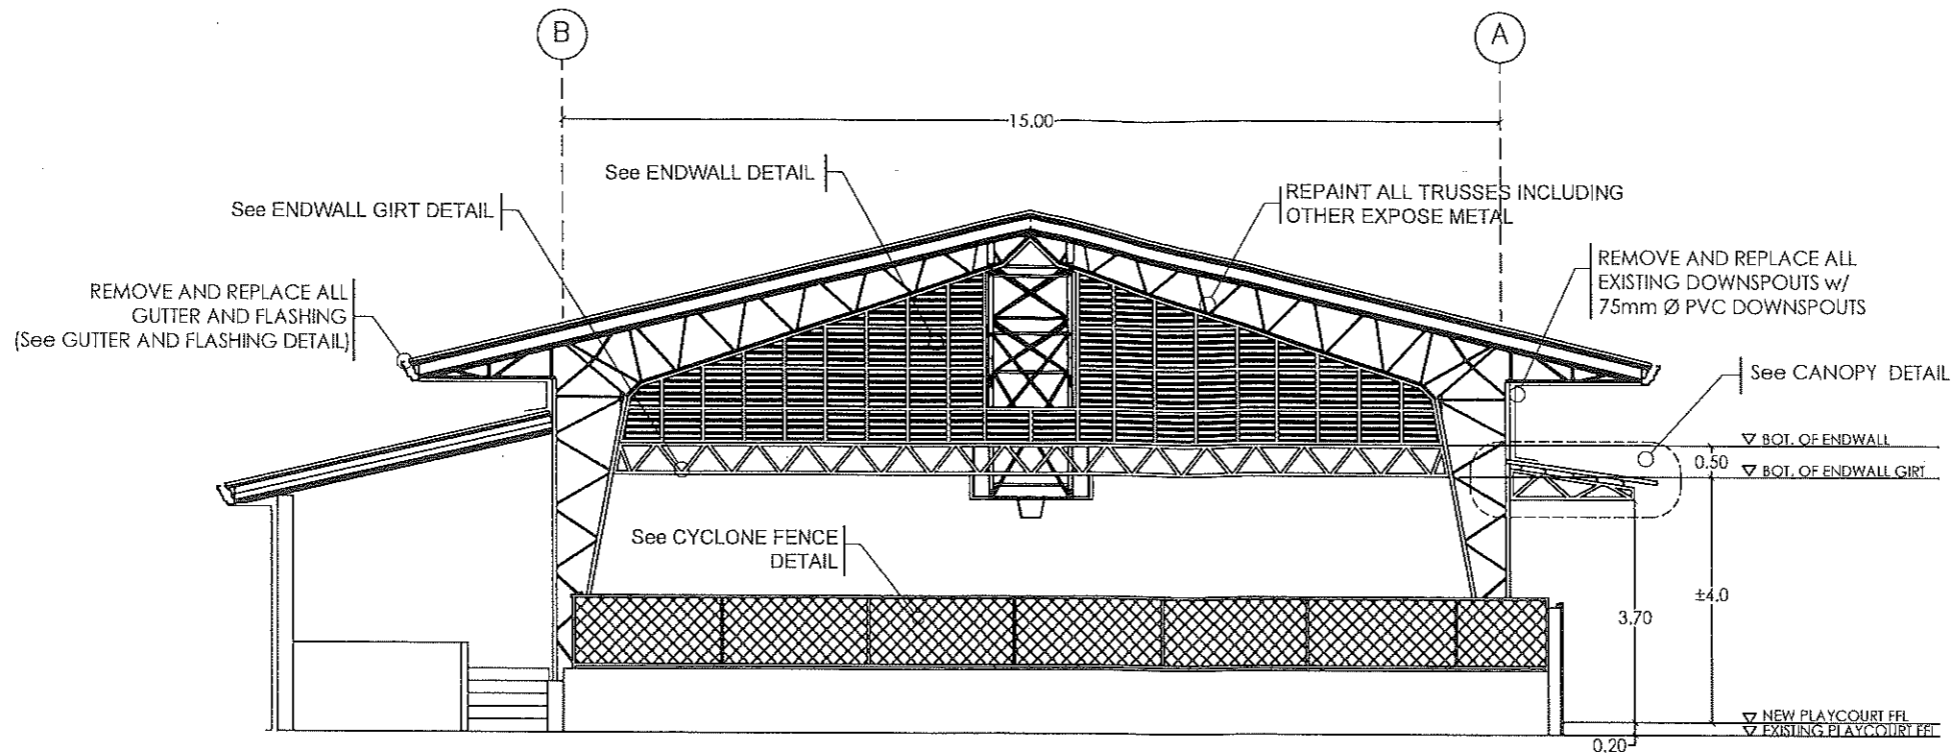 B
A
15.00
See ENDWALL DETAIL
See ENDWALL GIRT DETAIL
REPAINT ALL TRUSSES INCLUDING
OTHER EXPOSE METAL
REMOVE AND REPLACE ALL
EXISTING DOWNSPOUTS w/
75mm Ø PVC DOWNSPOUTS
REMOVE AND REPLACE ALL
GUTTER AND FLASHING
(See GUTTER AND FLASHING DETAIL)
See CANOPY DETAIL
BOT. OF ENDWALL
0.50
BOT. OF ENDWALL GIRT
See CYCLONE FENCE
DETAIL
±4.0
3.70
NEW PLAYCOURT FFL
EXISTING PLAYCOURT FFL
0.20